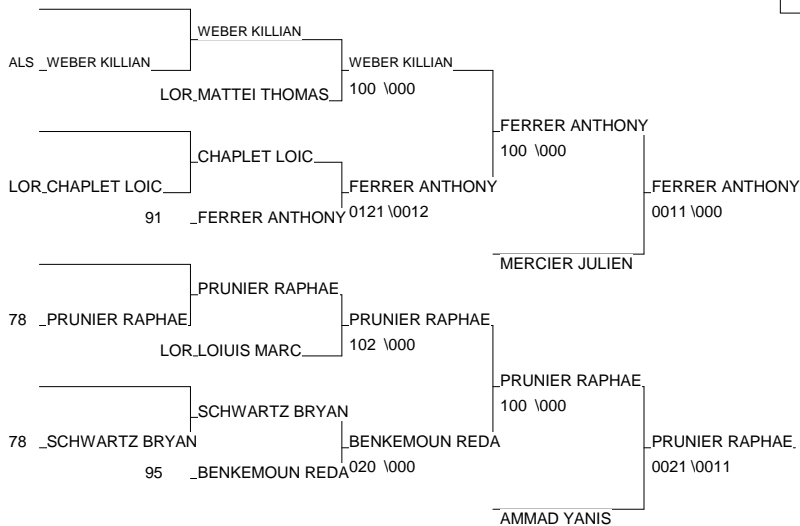 WEBER KILLIAN
ALS WEBER KILLIAN WEBER KILLIAN
LOR MATTEI THOMAS 100 \000
FERRER ANTHONY
100 \000
CHAPLET LOIC
LOR CHAPLET LOIC FERRER ANTHONY FERRER ANTHONY
91 FERRER ANTHONY 0121 \0012 0011 \000
MERCIER JULIEN
PRUNIER RAPHAE
78 PRUNIER RAPHAE PRUNIER RAPHAE
LOR LOIUIS MARC 102 \000
PRUNIER RAPHAE
100 \000
SCHWARTZ BRYAN
78 SCHWARTZ BRYAN BENKEMOUN REDA PRUNIER RAPHAE
95 BENKEMOUN REDA 020 \000 0021 \0011
AMMAD YANIS